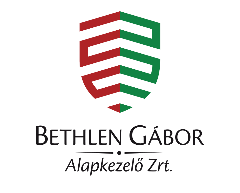 BETHLEN GÁBOR
Alapkezelő Zrt.